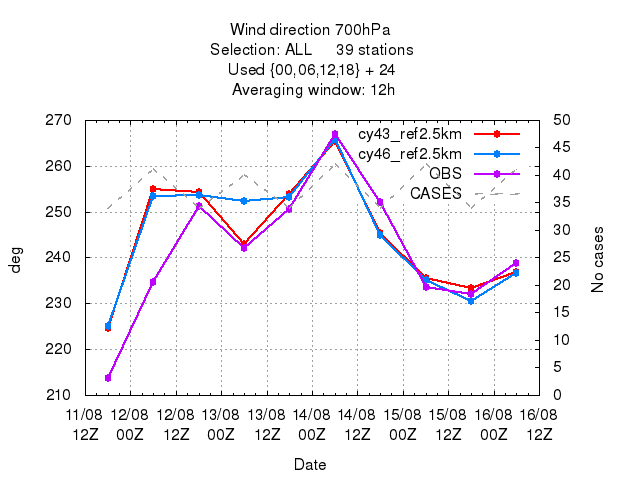 Wind direction 700hPa
Selection: ALL 39 stations
Used {00,06,12,18} + 24
Averaging window: 12h
270
260
250
240
230
220
210
deg
50
45
40
35
30
25
20
15
10
5
0
No cases
cy43_ref2.5km
cy46_ref2.5km
OBS
CASES
11/08 12/08 12/08 13/08 13/08 14/08 14/08 15/08 15/08 16/08 16/08
12Z 00Z 12Z 00Z 12Z 00Z 12Z 00Z 12Z 00Z 12Z
Date